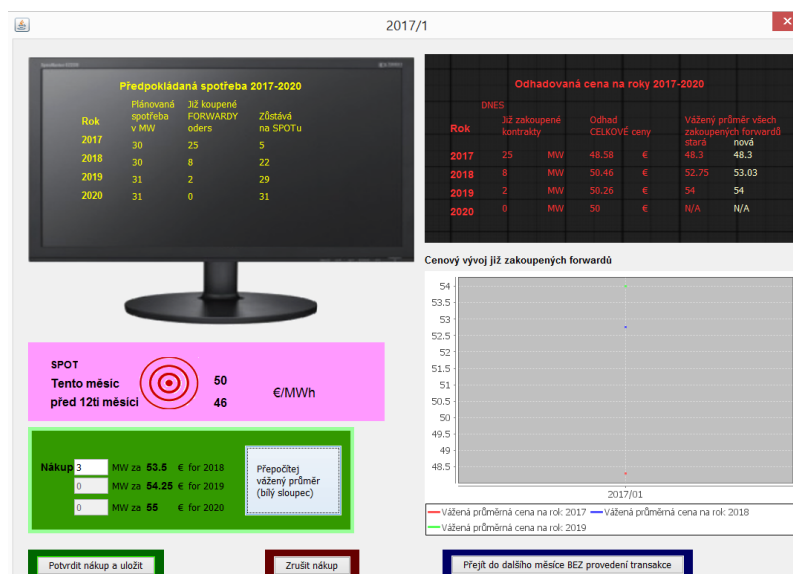 2017/1
Předpokládaná spotřeba 2017-2020
Rok
Plánovaná
spotřeba
v MW
Již koupené
FORWARDY
oders
Zůstává
na SPOTu
2017 30 25 5
2018 30 8 22
2019 31 2 29
2020 31 0 31
Odhadovaná cena na roky 2017-2020
DNES
Rok
Již zakoupené
kontrakty
Odhad
CELKOVÉ ceny
Vážený průměr všech
zakoupených forwardů
stará nová
2017 25 MW 48.58 € 48.3 48.3
2018 8 MW 50.46 € 52.75 53.03
2019 2 MW 50.26 € 54 54
2020 0 MW 50 € N/A N/A
Cenový vývoj již zakoupených forwardů
54
53.5
53
52.5
52
51.5
51
50.5
50
49.5
49
48.5
2017/01
Vážená průměrná cena na rok: 2017 Vážená průměrná cena na rok: 2018
Vážená průměrná cena na rok: 2019
SPOT
Tento měsíc 50
před 12ti měsíci 46
€/MWh
Nákup 3 MW za 53.5 € for 2018
0 MW za 54.25 € for 2019
0 MW za 55 € for 2020
Přepočítej
vážený průměr
(bílý sloupec)
Potvrdit nákup a uložit
Zrušit nákup
Přejít do dalšího měsíce BEZ provedení transakce